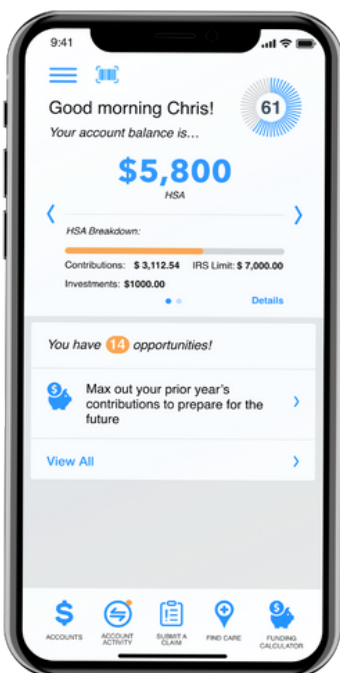 9:41
Good morning Chris!
61
Your account balance is...
$5,800
HSA
HSA Breakdown:
Contributions: $ 3,112.54 IRS Limit: $ 7,000.00
Investments: $1000.00
Details
You have 14 opportunities!
Max out your prior year's
contributions to prepare for the
future
View All
ACCOUNTS
ACCOUNT
ACTIVITY
SUBMIT A
CLAIM
FIND CARE
FUNDING
CALCULATOR